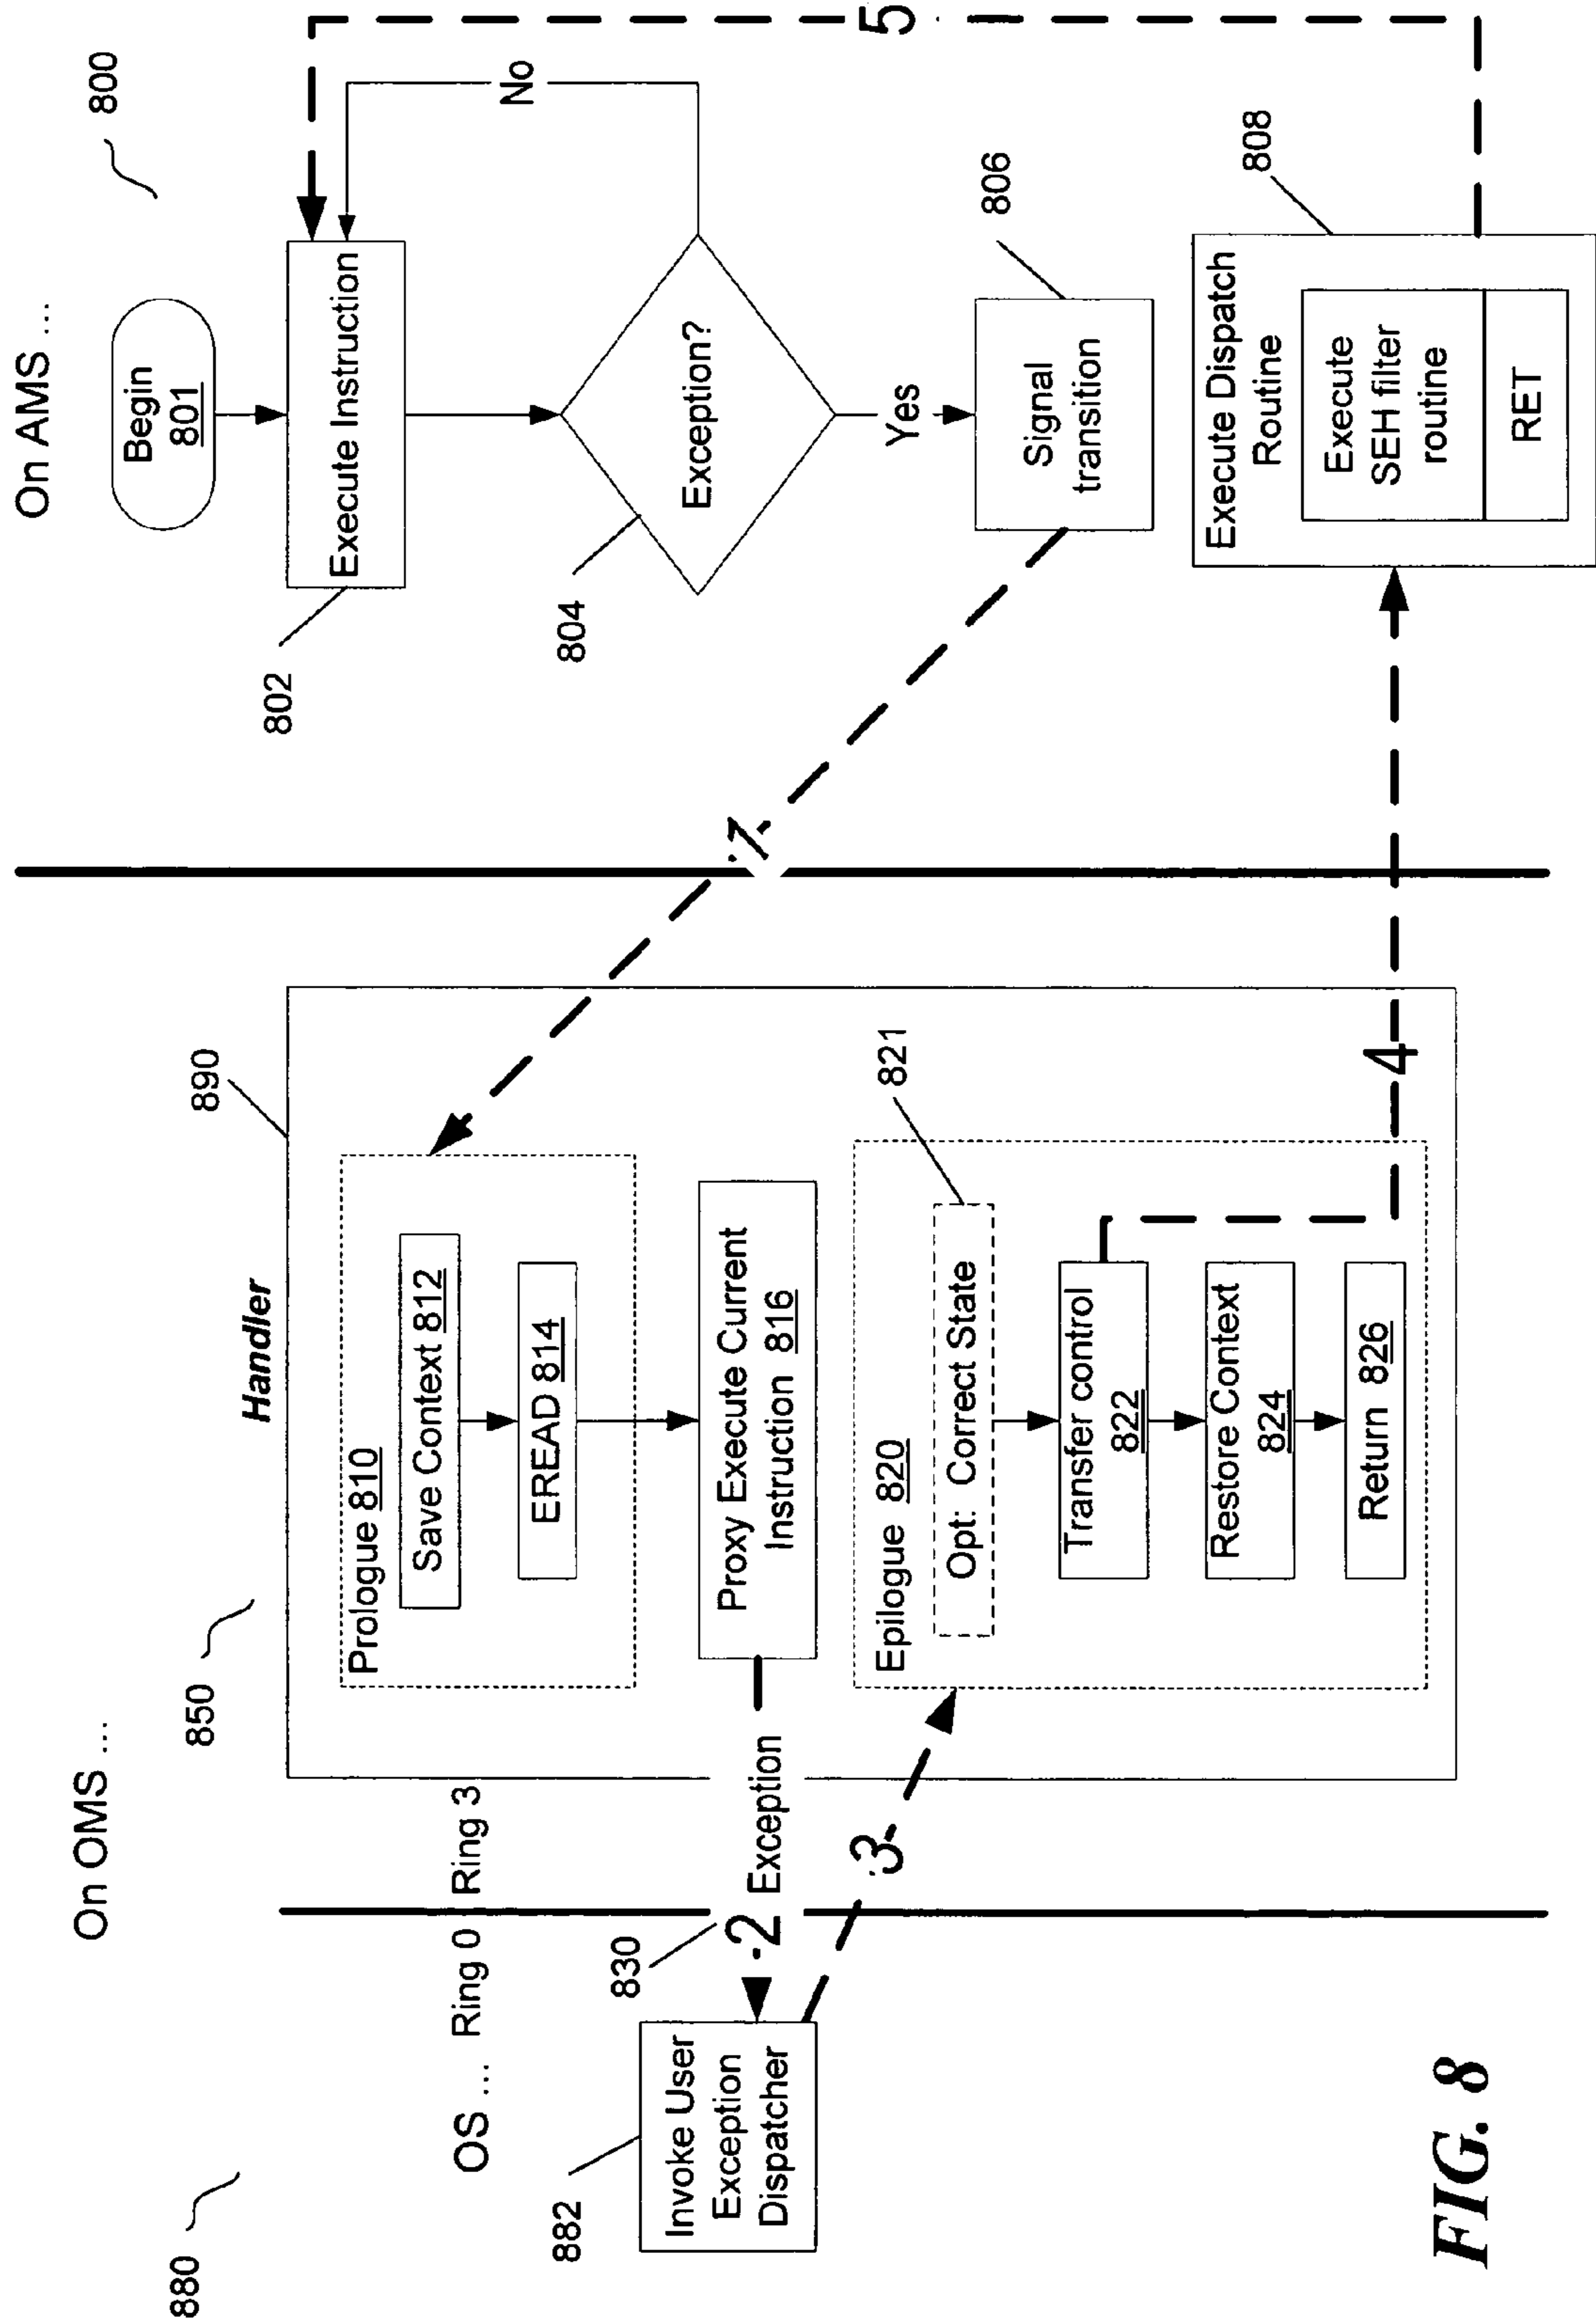 On OMS ...
On AMS ...
880
OS ...
Ring 0
Ring 3
850
Handler
890
800
Begin
801
Execute Instruction
802
No
5
Exception?
804
Yes
Signal
transition
806
1
Prologue 810
Save Context 812
EREAD 814
Proxy Execute Current
Instruction 816
Exception
2
830
Invoke User
Exception
Dispatcher
882
3
Epilogue 820
Opt: Correct State
821
Transfer control
822
Restore Context
824
Return 826
4
Execute Dispatch
Routine
808
Execute
SEH filter
routine
RET
FIG. 8